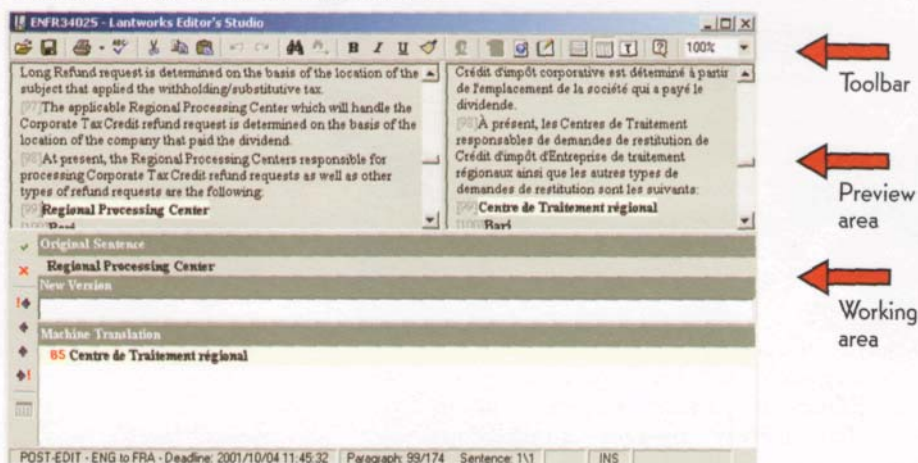 ENFR34025 - Lantworks Editor's Studio
B I U
100%
Long Refund request is determined on the basis of the location of the
subject that applied the withholding/substitutive tax.
[97]The applicable Regional Processing Center which will handle the
Corporate Tax Credit refund request is determined on the basis of the
location of the company that paid the dividend.
[98]At present, the Regional Processing Centers responsible for
processing Corporate Tax Credit refund requests as well as other
types of refund requests are the following:
[99]Regional Processing Center
[100]Bari
Crédit d'impôt corporative est déterminé à partir
de l'emplacement de la société qui a payé le
dividende.
[98]À présent, les Centres de Traitement
responsables de demandes de restitution de
Crédit d'impôt d'Entreprise de traitement
régionaux ainsi que les autres types de
demandes de restitution sont les suivants:
[99]Centre de Traitement régional
[100]Bari
Toolbar
Preview
area
Working
area
Original Sentence
Regional Processing Center
New Version
Machine Translation
85 Centre de Traitement régional
POST-EDIT - ENG to FRA - Deadline: 2001/10/04 11:45:32 Paragraph: 99/174 Sentence: 1\1 INS